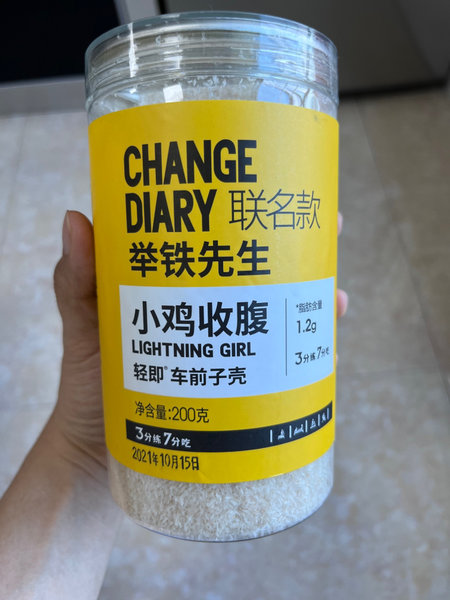 CHANGE
DIARY 联名款
举铁先生
小鸡收腹
LIGHTNING GIRL
轻即® 车前子壳
*脂肪含量
1.2g
3分练7分吃
净含量:200克
3分练7分吃
2021年10月15日